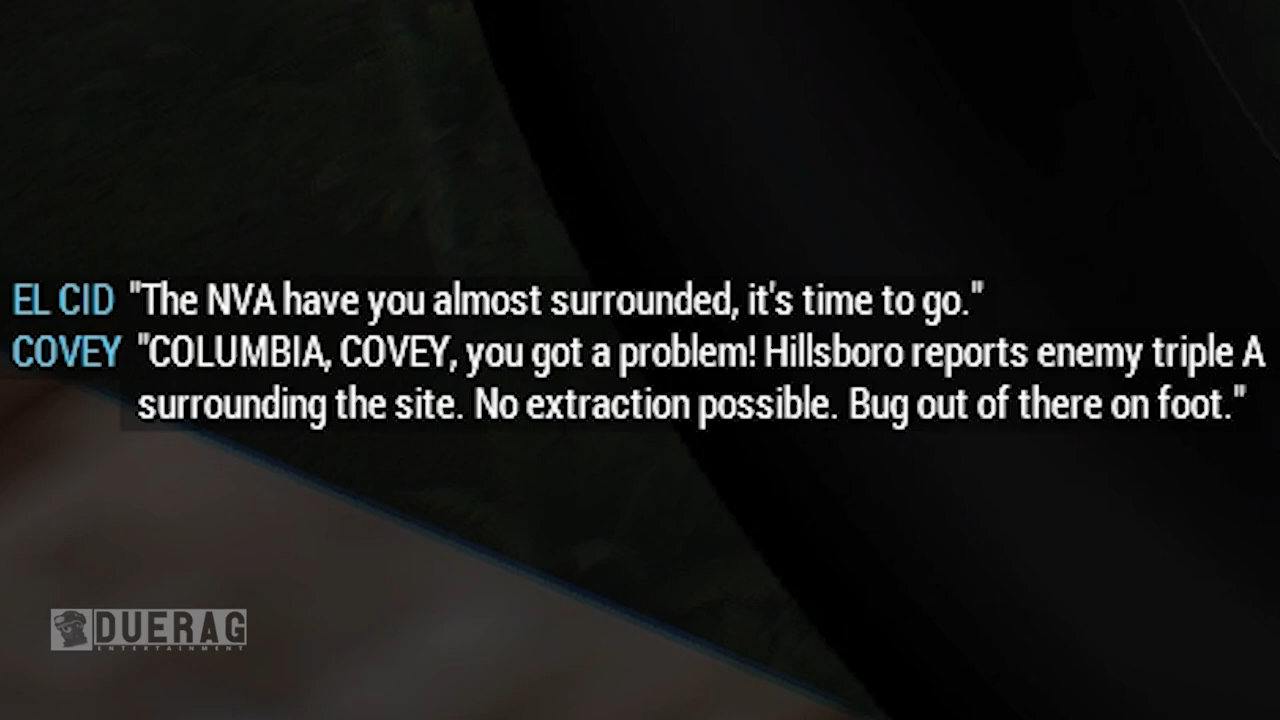 EL CID "The NVA have you almost surrounded, it's time to go."
COVEY "COLUMBIA, COVEY, you got a problem! Hillsboro reports enemy triple A
surrounding the site. No extraction possible. Bug out of there on foot."
DUERAG
ENTERTAINMENT